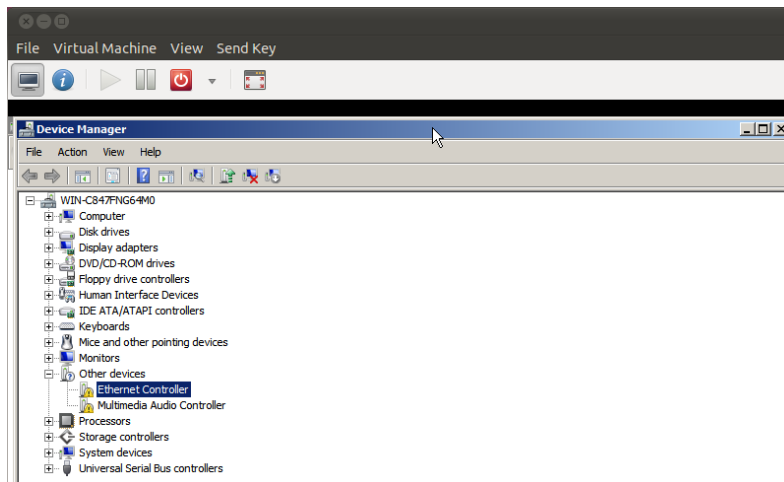 File Virtual Machine View Send Key
Device Manager
File Action View Help
WIN-C847FNG64M0
Computer
Disk drives
Display adapters
DVD/CD-ROM drives
Floppy drive controllers
Human Interface Devices
IDE ATA/ATAPI controllers
Keyboards
Mice and other pointing devices
Monitors
Other devices
Ethernet Controller
Multimedia Audio Controller
Processors
Storage controllers
System devices
Universal Serial Bus controllers